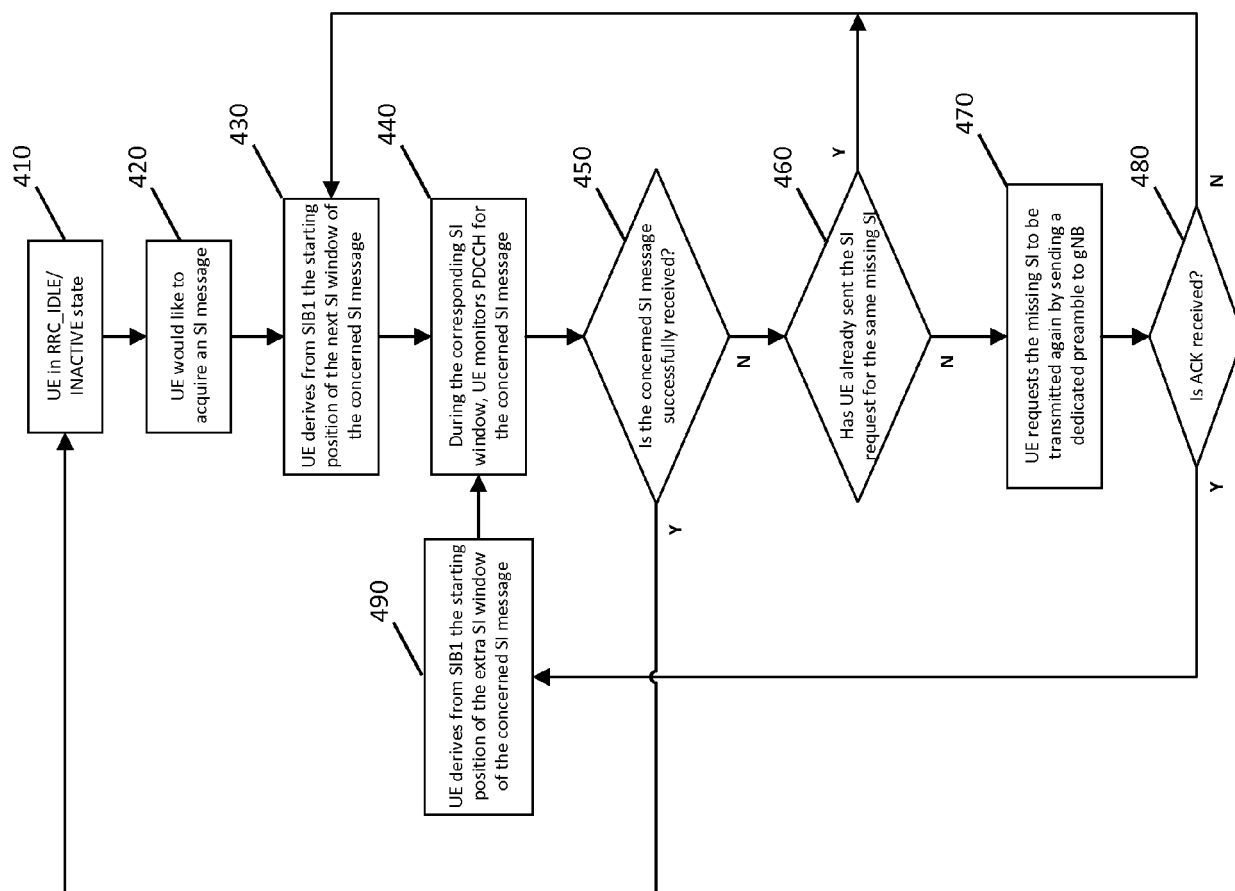 410
UE in RRC_IDLE/
INACTIVE state
420
UE would like to
acquire an SI message
430
UE derives from SIB1 the starting
position of the next SI window of
the concerned SI message
440
During the corresponding SI
window, UE monitors PDCCH for
the concerned SI message
450
Is the concerned SI message
successfully received?
Y
N
460
Has UE already sent the SI
request for the same missing SI
Y
N
470
UE requests the missing SI to be
transmitted again by sending a
dedicated preamble to gNB
480
Is ACK received?
N
Y
490
UE derives from SIB1 the starting
position of the extra SI window
of the concerned SI message